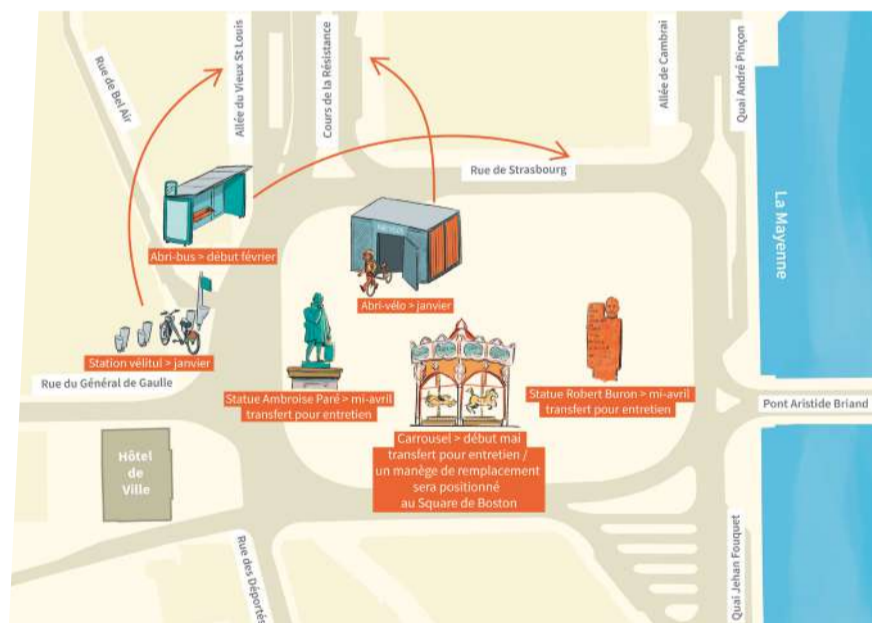 Rue de Bel Air
Allée du Vieux St Louis
Cours de la Résistance
Allée de Cambrai
Quai André Pinçon
Rue de Strasbourg
La Mayenne
Abri-bus > début février
Abri-vélo > janvier
Station vélitul > janvier
Rue du Général de Gaulle
Statue Ambroise Paré > mi-avril
transfert pour entretien
Statue Robert Buron > mi-avril
transfert pour entretien
Pont Aristide Briand
Carrousel > début mai
transfert pour entretien /
un manège de remplacement
sera positionné
au Square de Boston
Hôtel
de
Ville
Rue des Déportés
Quai Jehan Fouquet